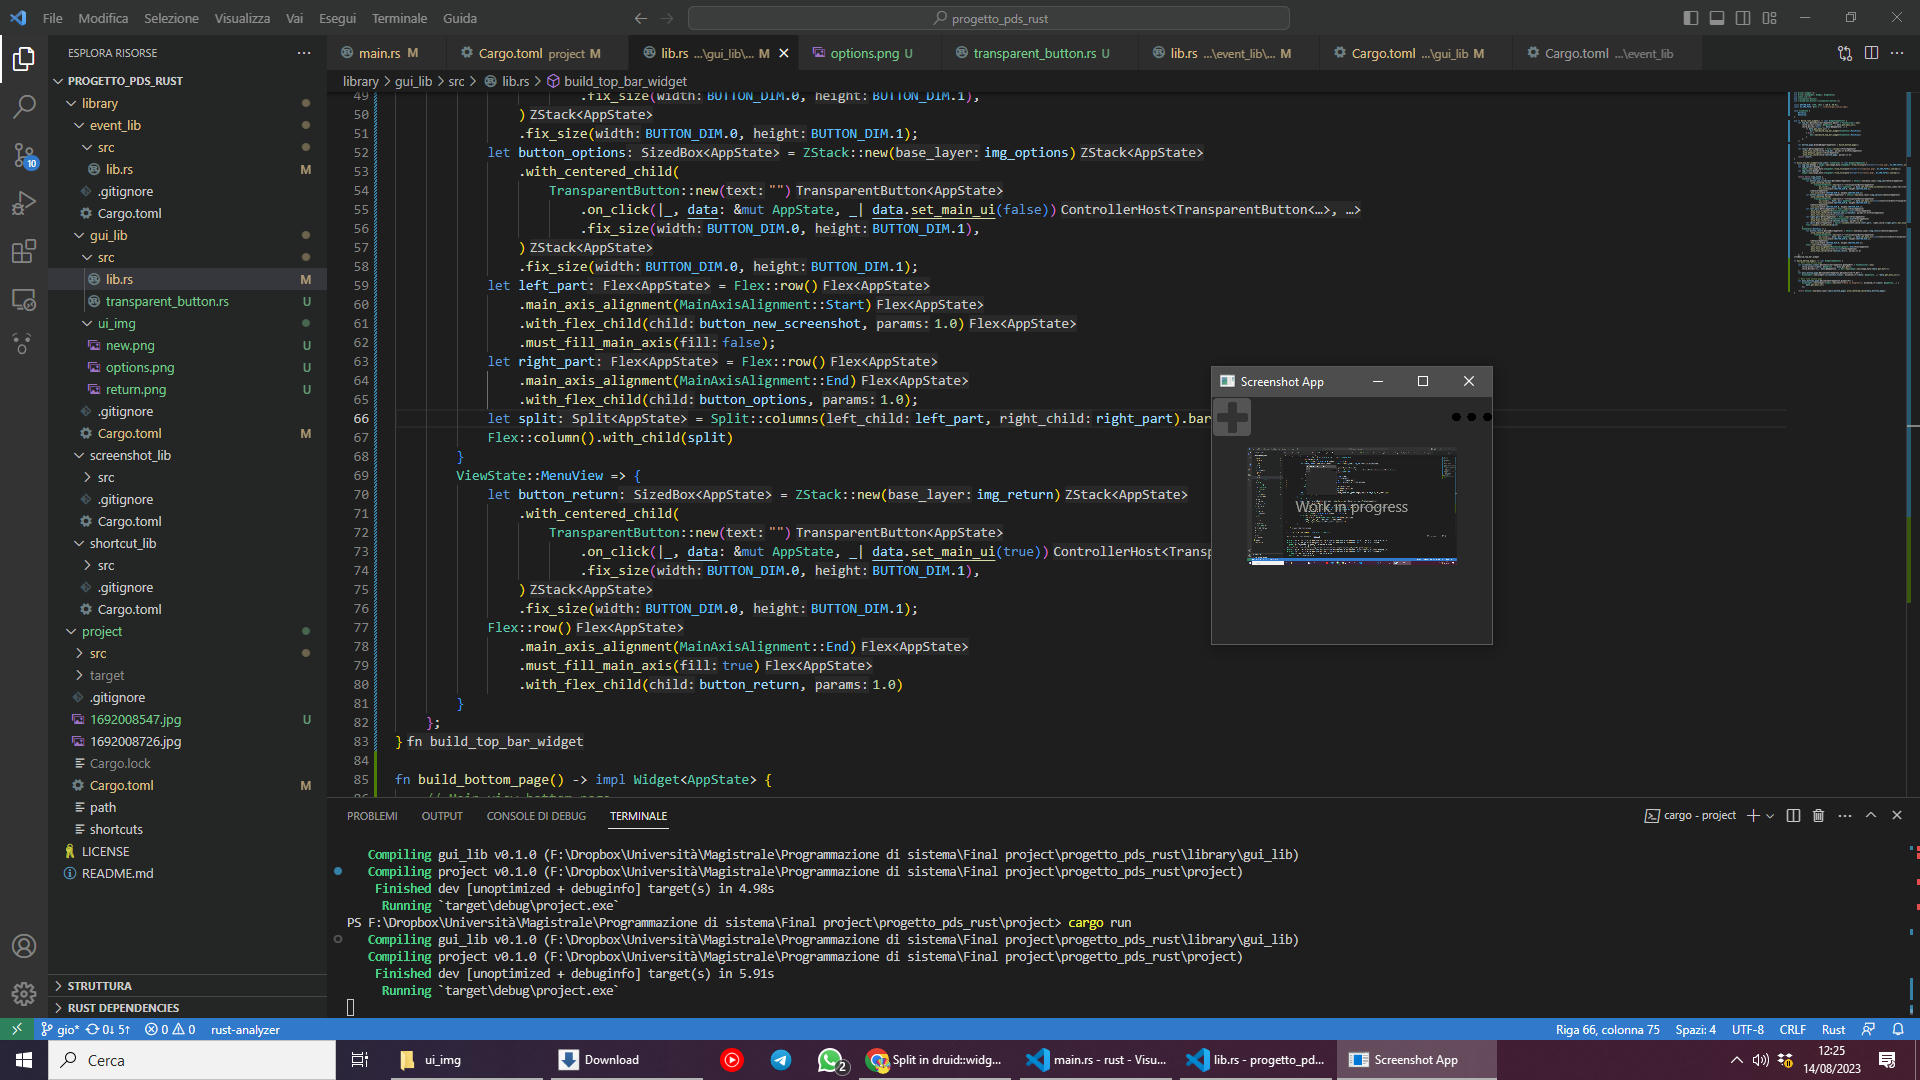 File Modifica Selezione Visualizza Vai Esegui Terminale Guida
progetto_pds_rust
ESPLORA RISORSE
PROGETTO_PDS_RUST
library
event_lib
src
lib.rs M
.gitignore
Cargo.toml
gui_lib
src
lib.rs M
transparent_button.rs U
ui_img
new.png U
options.png U
return.png U
.gitignore
Cargo.toml M
screenshot_lib
src
.gitignore
Cargo.toml
shortcut_lib
src
.gitignore
Cargo.toml
project
src
target
.gitignore
1692008547.jpg U
1692008726.jpg
Cargo.lock
Cargo.toml M
path
shortcuts
LICENSE
README.md
STRUTTURA
RUST DEPENDENCIES
10
main.rs M
Cargo.toml project M
lib.rs ...\gui_lib\... M
options.png U
transparent_button.rs U
lib.rs ...\event_lib\... M
Cargo.toml ...\gui_lib M
Cargo.toml ...\event_lib
library > gui_lib > src > lib.rs > build_top_bar_widget
49 .fix_size(width: BUTTON_DIM.0, height: BUTTON_DIM.1),
50 ) ZStack<AppState>
51 .fix_size(width: BUTTON_DIM.0, height: BUTTON_DIM.1);
52 let button_options: SizedBox<AppState> = ZStack::new(base_layer: img_options) ZStack<AppState>
53 .with_centered_child(
54 TransparentButton::new(text: "") TransparentButton<AppState>
55 .on_click(|_, data: &mut AppState, _| data.set_main_ui(false)) ControllerHost<TransparentButton<…>, …>
56 .fix_size(width: BUTTON_DIM.0, height: BUTTON_DIM.1),
57 ) ZStack<AppState>
58 .fix_size(width: BUTTON_DIM.0, height: BUTTON_DIM.1);
59 let left_part: Flex<AppState> = Flex::row() Flex<AppState>
60 .main_axis_alignment(MainAxisAlignment::Start) Flex<AppState>
61 .with_flex_child(child: button_new_screenshot, params: 1.0) Flex<AppState>
62 .must_fill_main_axis(fill: false);
63 let right_part: Flex<AppState> = Flex::row() Flex<AppState>
64 .main_axis_alignment(MainAxisAlignment::End) Flex<AppState>
65 .with_flex_child(child: button_options, params: 1.0);
66 let split: Split<AppState> = Split::columns(left_child: left_part, right_child: right_part).bar
67 Flex::column().with_child(split)
68 }
69 ViewState::MenuView => {
70 let button_return: SizedBox<AppState> = ZStack::new(base_layer: img_return) ZStack<AppState>
71 .with_centered_child(
72 TransparentButton::new(text: "") TransparentButton<AppState>
73 .on_click(|_, data: &mut AppState, _| data.set_main_ui(true)) ControllerHost<Transp
74 .fix_size(width: BUTTON_DIM.0, height: BUTTON_DIM.1),
75 ) ZStack<AppState>
76 .fix_size(width: BUTTON_DIM.0, height: BUTTON_DIM.1);
77 Flex::row() Flex<AppState>
78 .main_axis_alignment(MainAxisAlignment::End) Flex<AppState>
79 .must_fill_main_axis(fill: true) Flex<AppState>
80 .with_flex_child(child: button_return, params: 1.0)
81 }
82 };
83 } fn build_top_bar_widget
84
85 fn build_bottom_page() -> impl Widget<AppState> {
86 // Main view bottom page
Screenshot App
Work in progress
PROBLEMI OUTPUT CONSOLE DI DEBUG TERMINALE
cargo - project
Compiling gui_lib v0.1.0 (F:\Dropbox\Università\Magistrale\Programmazione di sistema\Final project\progetto_pds_rust\library\gui_lib)
Compiling project v0.1.0 (F:\Dropbox\Università\Magistrale\Programmazione di sistema\Final project\progetto_pds_rust\project)
Finished dev [unoptimized + debuginfo] target(s) in 4.98s
Running `target\debug\project.exe`
PS F:\Dropbox\Università\Magistrale\Programmazione di sistema\Final project\progetto_pds_rust\project> cargo run
Compiling gui_lib v0.1.0 (F:\Dropbox\Università\Magistrale\Programmazione di sistema\Final project\progetto_pds_rust\library\gui_lib)
Compiling project v0.1.0 (F:\Dropbox\Università\Magistrale\Programmazione di sistema\Final project\progetto_pds_rust\project)
Finished dev [unoptimized + debuginfo] target(s) in 5.91s
Running `target\debug\project.exe`
gio* 0↓ 5↑ 0 0 rust-analyzer
Riga 66, colonna 75 Spazi: 4 UTF-8 CRLF Rust
Cerca
ui_img
Download
2
Split in druid::widg...
main.rs - rust - Visu...
lib.rs - progetto_pd...
Screenshot App
12:25
14/08/2023